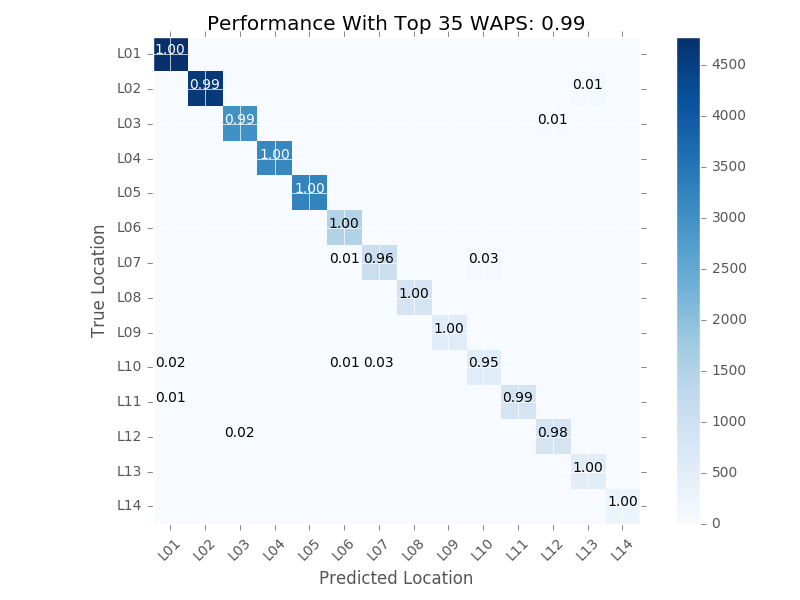 Performance With Top 35 WAPS: 0.99
L01 1.00
L02 0.99 0.01
L03 0.99 0.01
L04 1.00
L05 1.00
L06 1.00
L07 0.01 0.96 0.03
L08 1.00
L09 1.00
L10 0.02 0.01 0.03 0.95
L11 0.01 0.99
L12 0.02 0.98
L13 1.00
L14 1.00
True Location
L01 L02 L03 L04 L05 L06 L07 L08 L09 L10 L11 L12 L13 L14
Predicted Location
4500
4000
3500
3000
2500
2000
1500
1000
500
0